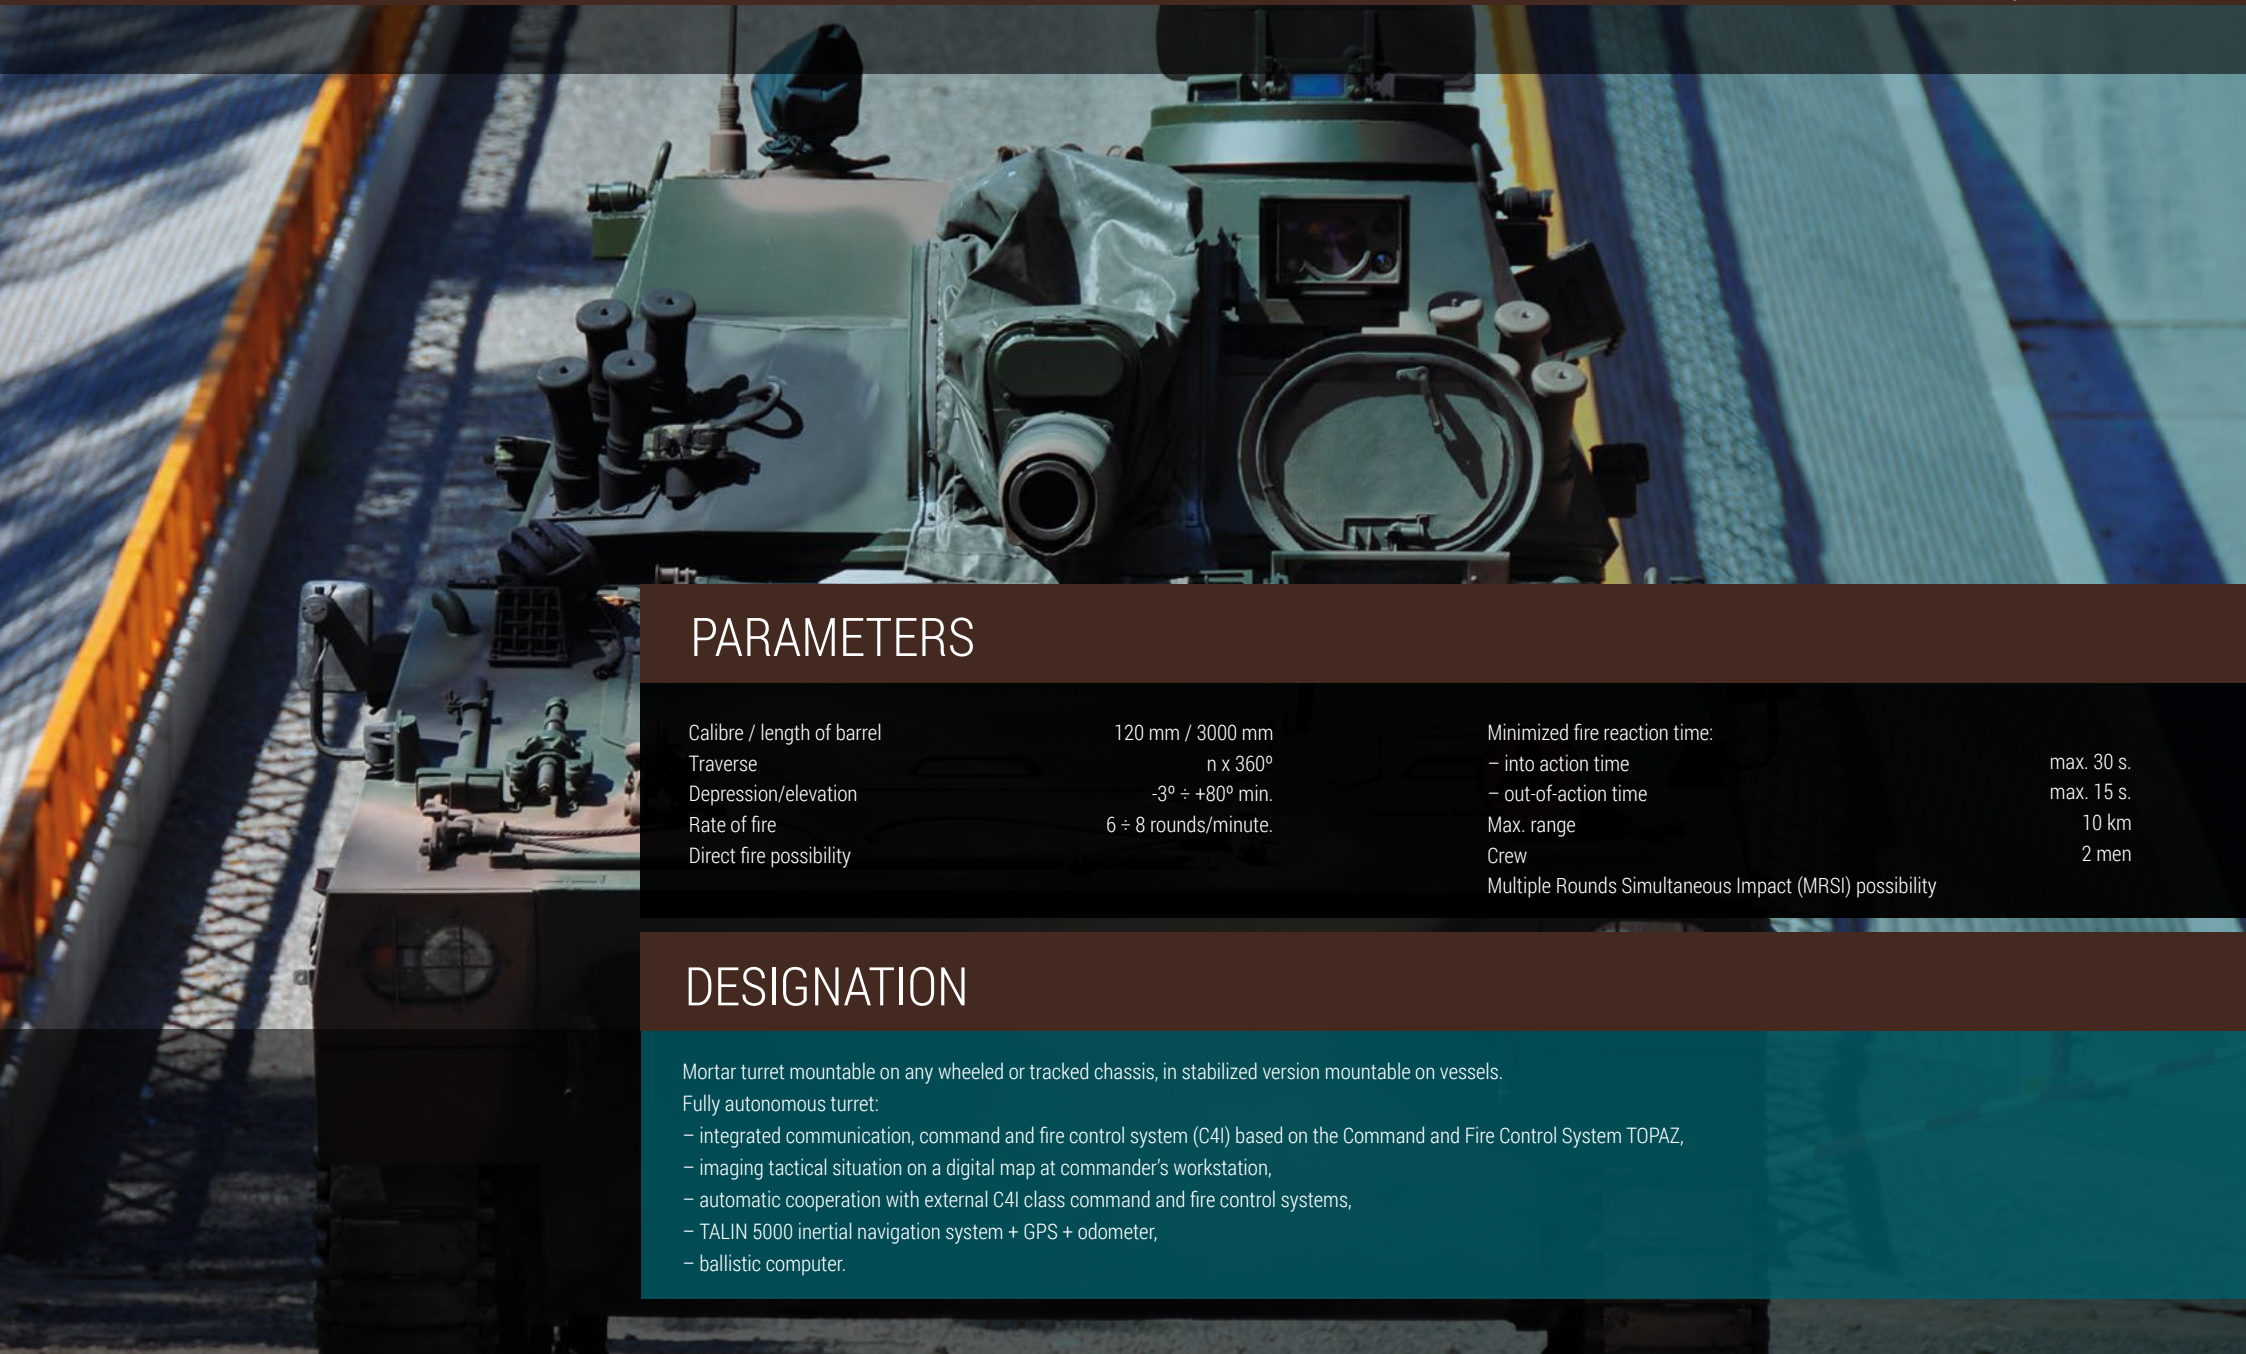 PARAMETERS
Calibre / length of barrel 120 mm / 3000 mm
Traverse n x 360º
Depression/elevation -3º ÷ +80º min.
Rate of fire 6 ÷ 8 rounds/minute.
Direct fire possibility
Minimized fire reaction time:
– into action time max. 30 s.
– out-of-action time max. 15 s.
Max. range 10 km
Crew 2 men
Multiple Rounds Simultaneous Impact (MRSI) possibility
DESIGNATION
Mortar turret mountable on any wheeled or tracked chassis, in stabilized version mountable on vessels.
Fully autonomous turret:
– integrated communication, command and fire control system (C4I) based on the Command and Fire Control System TOPAZ,
– imaging tactical situation on a digital map at commander’s workstation,
– automatic cooperation with external C4I class command and fire control systems,
– TALIN 5000 inertial navigation system + GPS + odometer,
– ballistic computer.